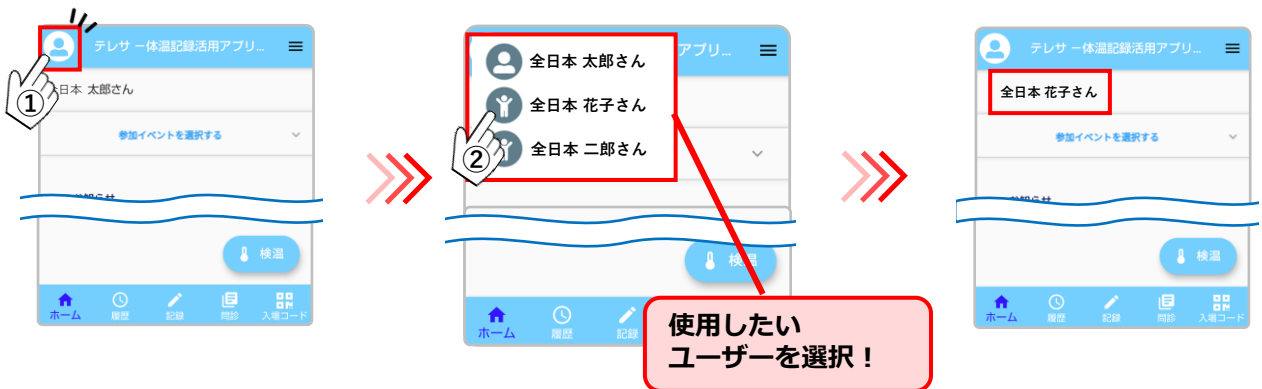 テレサ ー体温記録活用アプリ...
①
全日本 太郎さん
参加イベントを選択する
検温
ホーム
履歴
記録
問診
入場コード
アプリ...
全日本 太郎さん
全日本 花子さん
②
全日本 二郎さん
検温
ホーム
履歴
記録
使用したい
ユーザーを選択！
テレサ ー体温記録活用アプリ...
全日本 花子さん
参加イベントを選択する
検温
ホーム
履歴
記録
問診
入場コード